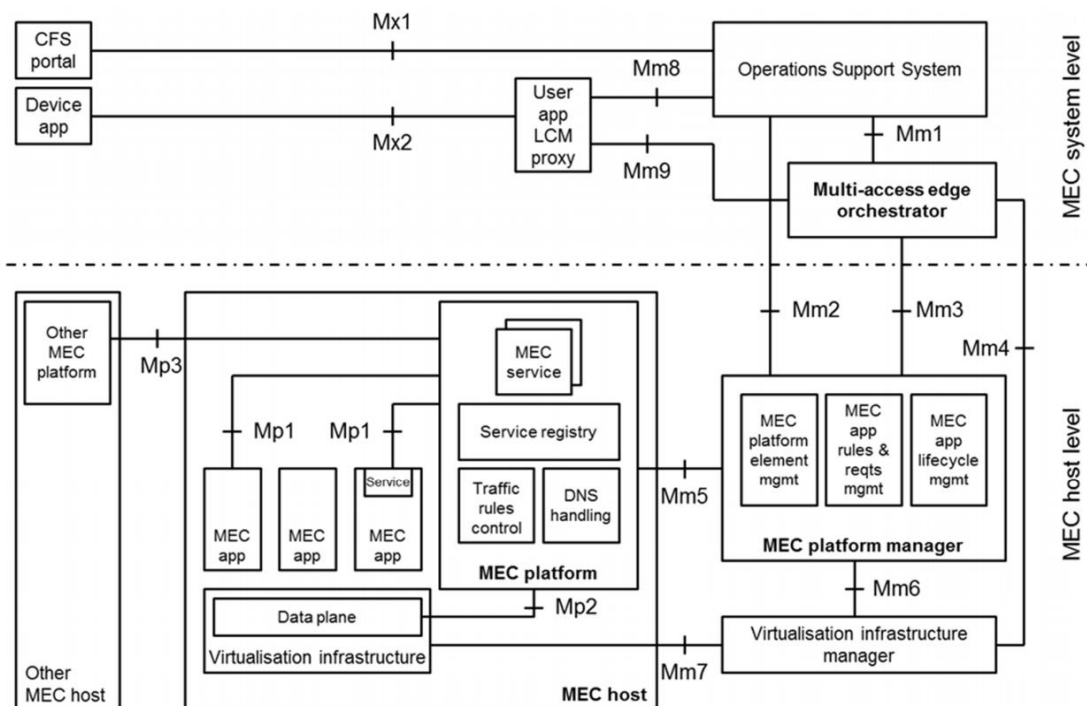 Mx1
CFS
portal
Operations Support System
Mm8
Device
app
User
app
LCM
proxy
Mx2
Mm9
Mm1
Multi-access edge
orchestrator
MEC system level
Other
MEC
platform
Mp3
MEC
service
Mm2
Mm3
Mm4
Mp1
Mp1
Service registry
MEC
platform
element
mgmt
MEC
app
rules &
reqts
mgmt
MEC
app
lifecycle
mgmt
Service
MEC
app
MEC
app
MEC
app
Traffic
rules
control
DNS
handling
Mm5
MEC platform
MEC platform manager
MEC host level
Mp2
Mm6
Data plane
Virtualisation infrastructure
Virtualisation infrastructure
manager
Mm7
Other
MEC host
MEC host